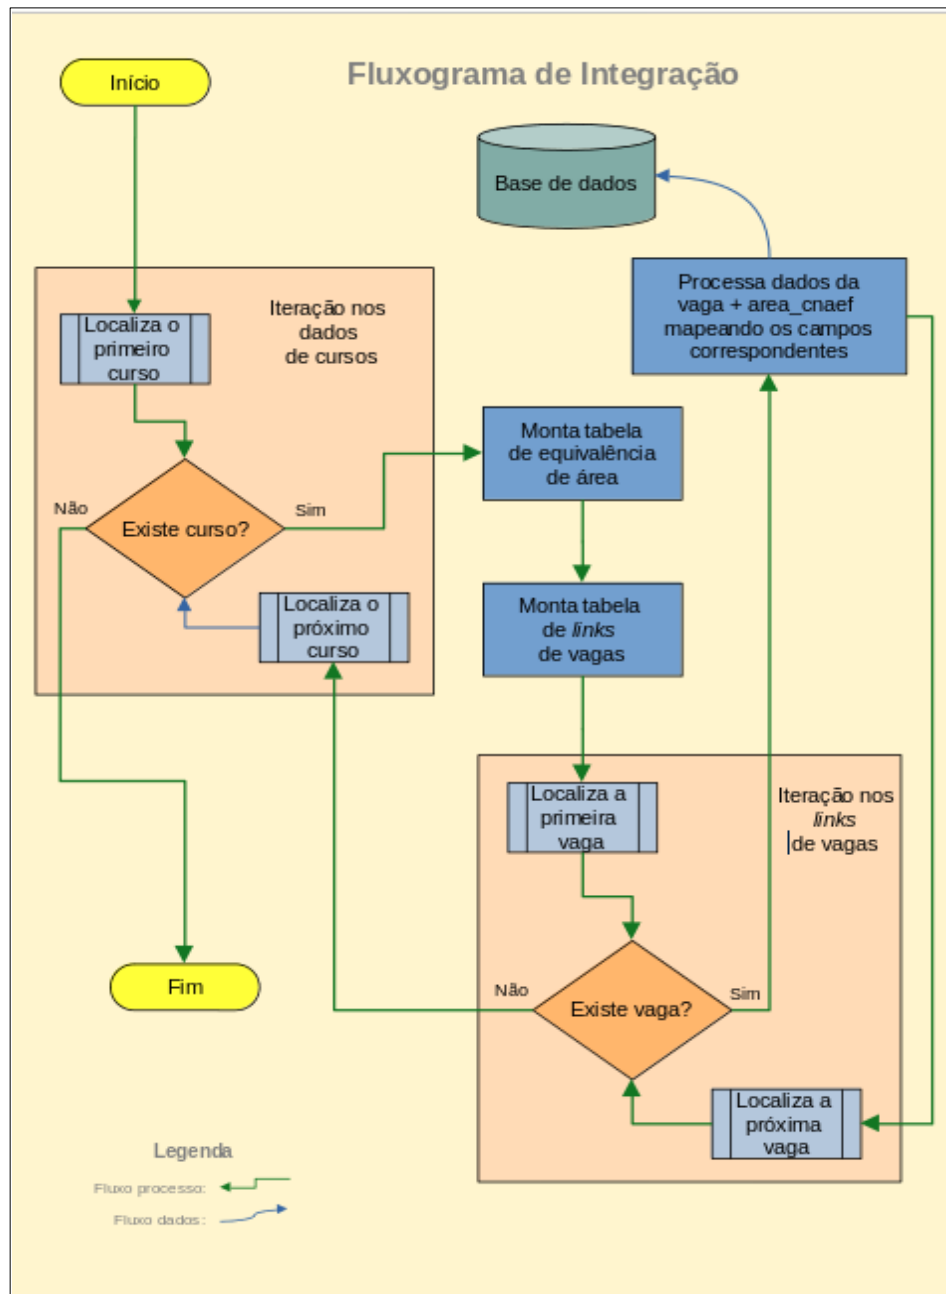 Fluxograma de Integração
Início
Base de dados
Processa dados da
vaga + area_cnaef
mapeando os campos
correspondentes
Iteração nos
dados
de cursos
Localiza o
primeiro
curso
Monta tabela
de equivalência
de área
Não
Sim
Existe curso?
Localiza o
próximo
curso
Monta tabela
de links
de vagas
Localiza a
primeira
vaga
Iteração nos
links
de vagas
Fim
Não
Sim
Existe vaga?
Localiza a
próxima
vaga
Legenda
Fluxo processo:
Fluxo dados: